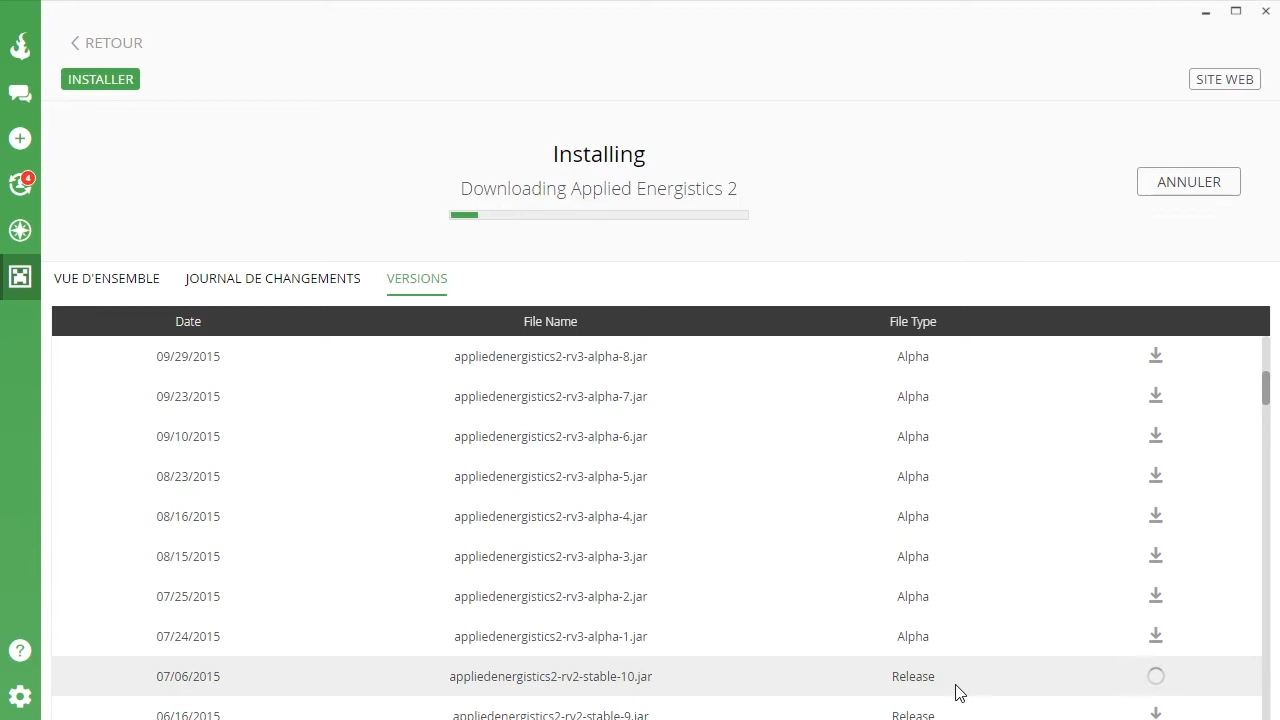 RETOUR
INSTALLER
SITE WEB
4
Installing
Downloading Applied Energistics 2
ANNULER
VUE D'ENSEMBLE JOURNAL DE CHANGEMENTS VERSIONS
Date File Name File Type
09/29/2015 appliedenergistics2-rv3-alpha-8.jar Alpha
09/23/2015 appliedenergistics2-rv3-alpha-7.jar Alpha
09/10/2015 appliedenergistics2-rv3-alpha-6.jar Alpha
08/23/2015 appliedenergistics2-rv3-alpha-5.jar Alpha
08/16/2015 appliedenergistics2-rv3-alpha-4.jar Alpha
08/15/2015 appliedenergistics2-rv3-alpha-3.jar Alpha
07/25/2015 appliedenergistics2-rv3-alpha-2.jar Alpha
07/24/2015 appliedenergistics2-rv3-alpha-1.jar Alpha
07/06/2015 appliedenergistics2-rv2-stable-10.jar Release
06/16/2015 appliedenergistics2-rv2-stable-9.jar Release